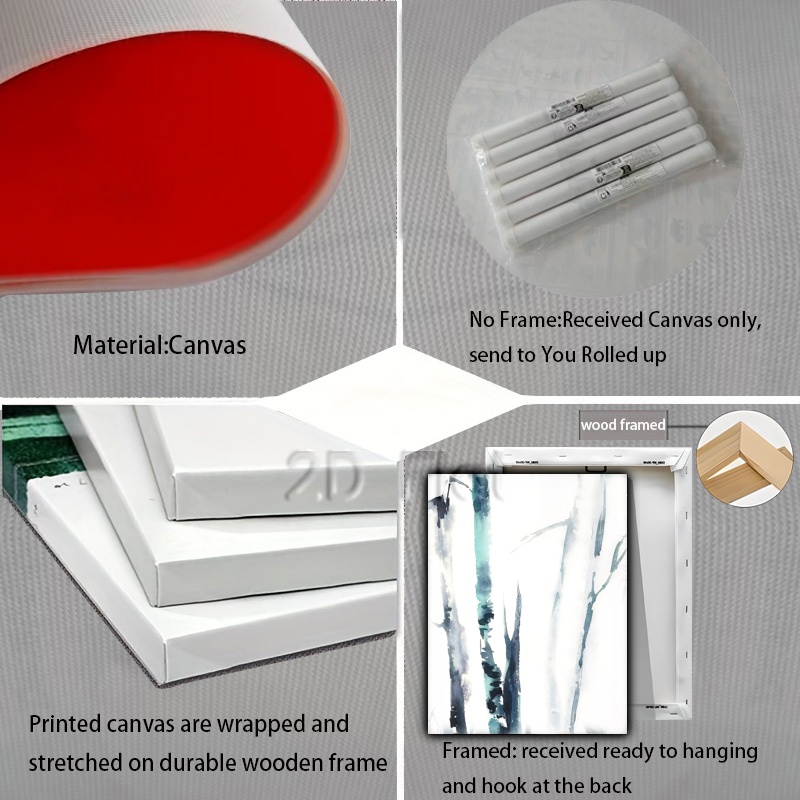 Material:Canvas
No Frame:Received Canvas only,
send to You Rolled up
2D
wood framed
Printed canvas are wrapped and
stretched on durable wooden frame
Framed: received ready to hanging
and hook at the back